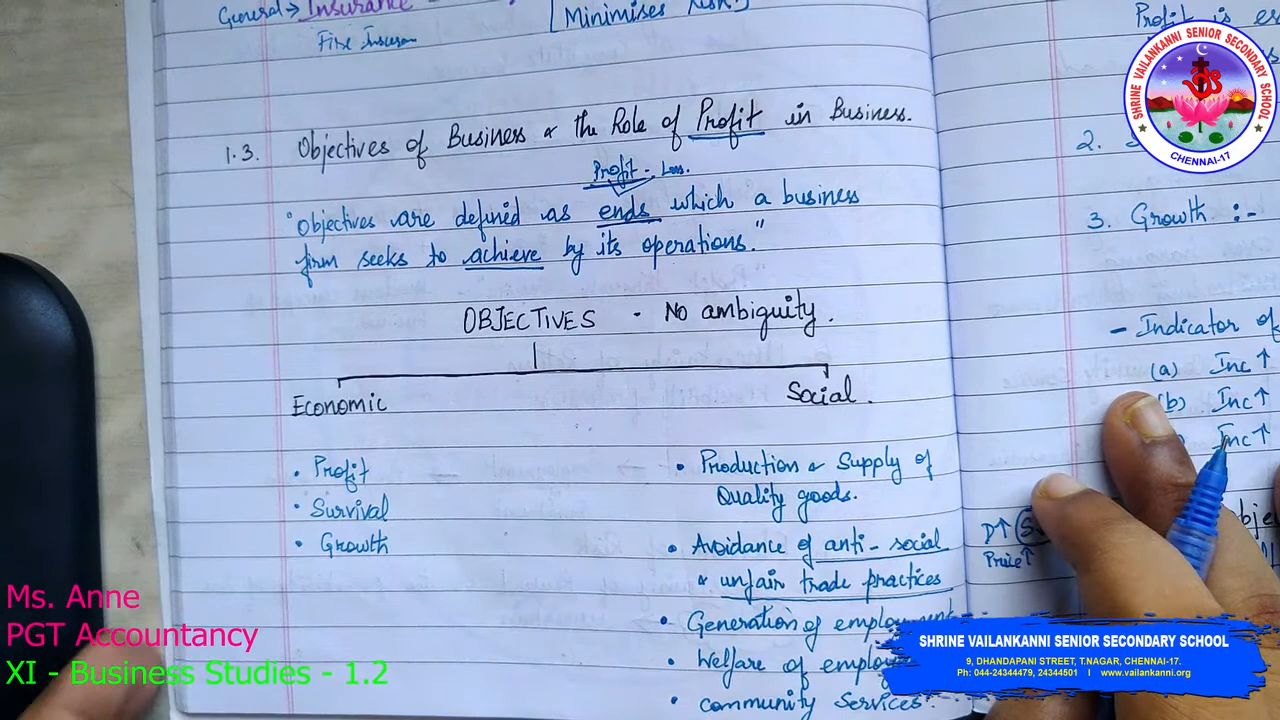 General → Insurance
[Minimises Risk]
Fire Insuran
1.3. Objectives of Business & the Role of Profit in Business.
Profit - Loss.
"Objectives are defined as ends which a business
firm seeks to achieve by its operations."
OBJECTIVES - No ambiguity.
Economic
Social.
• Profit
• Survival
• Growth
• Production & Supply of
Quality goods.
• Avoidance of anti-social
& unfair trade practices
• Generation of employment
• Welfare of employ
• Community Services.
Profit is es
2. S
3. Growth :-
- Indicator of
(a) Inc ↑
(b) Inc ↑
Inc ↑
D↑ S
Price↑
bje
SHRINE VAILANKANNI SENIOR SECONDARY SCHOOL
CHENNAI-17
Ms. Anne
PGT Accountancy
XI - Business Studies - 1.2
SHRINE VAILANKANNI SENIOR SECONDARY SCHOOL
9, DHANDAPANI STREET, T.NAGAR, CHENNAI-17.
Ph: 044-24344479, 24344501 I www.vailankanni.org